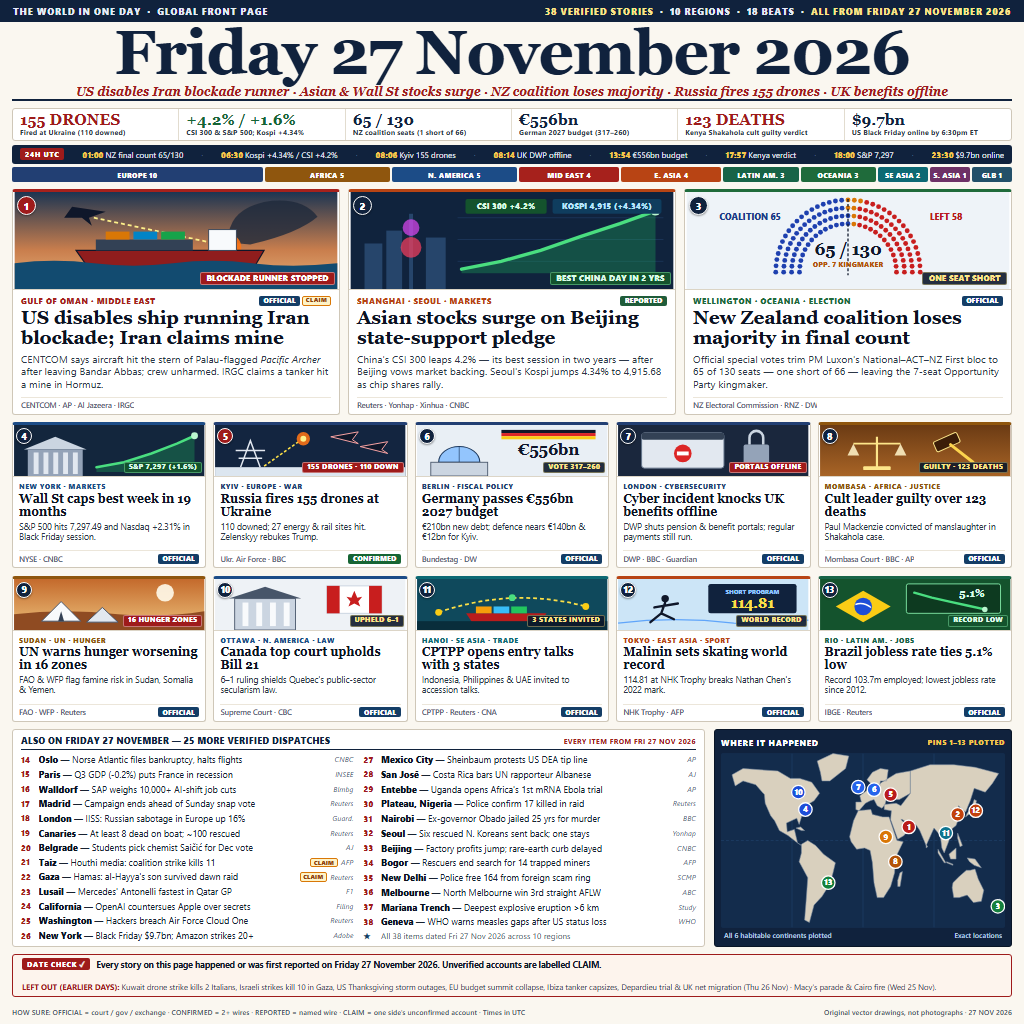 THE WORLD IN ONE DAY · GLOBAL FRONT PAGE
38 VERIFIED STORIES · 10 REGIONS · 18 BEATS · ALL FROM FRIDAY 27 NOVEMBER 2026
Friday 27 November 2026
US disables Iran blockade runner · Asian & Wall St stocks surge · NZ coalition loses majority · Russia fires 155 drones · UK benefits offline
155 DRONES
Fired at Ukraine (110 downed)
+4.2% / +1.6%
CSI 300 & S&P 500; Kospi +4.34%
65 / 130
NZ coalition seats (1 short of 66)
€556bn
German 2027 budget (317–260)
123 DEATHS
Kenya Shakahola cult guilty verdict
$9.7bn
US Black Friday online by 6:30pm ET
24H UTC
01:00 NZ final count 65/130
06:30 Kospi +4.34% / CSI +4.2%
08:06 Kyiv 155 drones
08:14 UK DWP offline
13:54 €556bn budget
17:57 Kenya verdict
18:00 S&P 7,297
23:30 $9.7bn online
EUROPE 10
AFRICA 5
N. AMERICA 5
MID EAST 4
E. ASIA 4
LATIN AM. 3
OCEANIA 3
SE ASIA 2
S. ASIA 1
GLB 1
1
BLOCKADE RUNNER STOPPED
GULF OF OMAN · MIDDLE EAST
OFFICIAL
CLAIM
US disables ship running Iran
blockade; Iran claims mine
CENTCOM says aircraft hit the stern of Palau-flagged Pacific Archer
after leaving Bandar Abbas; crew unharmed. IRGC claims a tanker hit
a mine in Hormuz.
CENTCOM · AP · Al Jazeera · IRGC
2
CSI 300 +4.2%
KOSPI 4,915 (+4.34%)
BEST CHINA DAY IN 2 YRS
SHANGHAI · SEOUL · MARKETS
REPORTED
Asian stocks surge on Beijing
state-support pledge
China's CSI 300 leaps 4.2% — its best session in two years — after
Beijing vows market backing. Seoul's Kospi jumps 4.34% to 4,915.68
as chip shares rally.
Reuters · Yonhap · Xinhua · CNBC
3
COALITION 65
LEFT 58
65 / 130
OPP. 7 KINGMAKER
ONE SEAT SHORT
WELLINGTON · OCEANIA · ELECTION
OFFICIAL
New Zealand coalition loses
majority in final count
Official special votes trim PM Luxon's National–ACT–NZ First bloc to
65 of 130 seats — one short of 66 — leaving the 7-seat Opportunity
Party kingmaker.
NZ Electoral Commission · RNZ · DW
4
S&P 7,297 (+1.6%)
NEW YORK · MARKETS
Wall St caps best week in 19
months
S&P 500 hits 7,297.49 and Nasdaq +2.31% in
Black Friday session.
NYSE · CNBC
OFFICIAL
5
155 DRONES · 110 DOWN
KYIV · EUROPE · WAR
Russia fires 155 drones at
Ukraine
110 downed; 27 energy & rail sites hit.
Zelenskyy rebukes Trump.
Ukr. Air Force · BBC
CONFIRMED
6
€556bn
VOTE 317–260
BERLIN · FISCAL POLICY
Germany passes €556bn
2027 budget
€210bn new debt; defence nears €140bn &
€12bn for Kyiv.
Bundestag · DW
OFFICIAL
7
PORTALS OFFLINE
LONDON · CYBERSECURITY
Cyber incident knocks UK
benefits offline
DWP shuts pension & benefit portals; regular
payments still run.
DWP · BBC · Guardian
OFFICIAL
8
GUILTY · 123 DEATHS
MOMBASA · AFRICA · JUSTICE
Cult leader guilty over 123
deaths
Paul Mackenzie convicted of manslaughter in
Shakahola case.
Mombasa Court · BBC · AP
OFFICIAL
9
16 HUNGER ZONES
SUDAN · UN · HUNGER
UN warns hunger worsening
in 16 zones
FAO & WFP flag famine risk in Sudan, Somalia
& Yemen.
FAO · WFP · Reuters
OFFICIAL
10
UPHELD 6–1
OTTAWA · N. AMERICA · LAW
Canada top court upholds
Bill 21
6–1 ruling shields Quebec's public-sector
secularism law.
Supreme Court · CBC
OFFICIAL
11
3 STATES INVITED
HANOI · SE ASIA · TRADE
CPTPP opens entry talks
with 3 states
Indonesia, Philippines & UAE invited to
accession talks.
CPTPP · Reuters · CNA
OFFICIAL
12
SHORT PROGRAM
114.81
WORLD RECORD
TOKYO · EAST ASIA · SPORT
Malinin sets skating world
record
114.81 at NHK Trophy breaks Nathan Chen's
2022 mark.
NHK Trophy · AFP
OFFICIAL
13
5.1%
RECORD LOW
RIO · LATIN AM. · JOBS
Brazil jobless rate ties 5.1%
low
Record 103.7m employed; lowest jobless rate
since 2012.
IBGE · Reuters
OFFICIAL
ALSO ON FRIDAY 27 NOVEMBER — 25 MORE VERIFIED DISPATCHES
EVERY ITEM FROM FRI 27 NOV 2026
14 Oslo — Norse Atlantic files bankruptcy, halts flights CNBC
15 Paris — Q3 GDP (-0.2%) puts France in recession INSEE
16 Walldorf — SAP weighs 10,000+ AI-shift job cuts Blmbg
17 Madrid — Campaign ends ahead of Sunday snap vote Reuters
18 London — IISS: Russian sabotage in Europe up 16% Guard.
19 Canaries — At least 8 dead on boat; ~100 rescued Reuters
20 Belgrade — Students pick chemist Saičić for Dec vote AJ
21 Taiz — Houthi media: coalition strike kills 11 CLAIM AFP
22 Gaza — Hamas: al-Hayya's son survived dawn raid CLAIM Reuters
23 Lusail — Mercedes' Antonelli fastest in Qatar GP F1
24 California — OpenAI countersues Apple over secrets Filing
25 Washington — Hackers breach Air Force Cloud One Reuters
26 New York — Black Friday $9.7bn; Amazon strikes 20+ Adobe
27 Mexico City — Sheinbaum protests US DEA tip line AP
28 San José — Costa Rica bars UN rapporteur Albanese AJ
29 Entebbe — Uganda opens Africa's 1st mRNA Ebola trial AP
30 Plateau, Nigeria — Police confirm 17 killed in raid Reuters
31 Nairobi — Ex-governor Obado jailed 25 yrs for murder BBC
32 Seoul — Six rescued N. Koreans sent back; one stays Yonhap
33 Beijing — Factory profits jump; rare-earth curb delayed CNBC
34 Bogor — Rescuers end search for 14 trapped miners AFP
35 New Delhi — Police free 164 from foreign scam ring SCMP
36 Melbourne — North Melbourne win 3rd straight AFLW ABC
37 Mariana Trench — Deepest explosive eruption >6 km Study
38 Geneva — WHO warns measles gaps after US status loss WHO
★ All 38 items dated Fri 27 Nov 2026 across 10 regions
WHERE IT HAPPENED
PINS 1–13 PLOTTED
10
4
7
6
5
2
12
1
11
9
8
13
3
All 6 habitable continents plotted
Exact locations
DATE CHECK ✓
Every story on this page happened or was first reported on Friday 27 November 2026. Unverified accounts are labelled CLAIM.
LEFT OUT (EARLIER DAYS): Kuwait drone strike kills 2 Italians, Israeli strikes kill 10 in Gaza, US Thanksgiving storm outages, EU budget summit collapse, Ibiza tanker capsizes, Depardieu trial & UK net migration (Thu 26 Nov) · Macy's parade & Cairo fire (Wed 25 Nov).
HOW SURE: OFFICIAL = court / gov / exchange · CONFIRMED = 2+ wires · REPORTED = named wire · CLAIM = one side's unconfirmed account · Times in UTC
Original vector drawings, not photographs · 27 NOV 2026